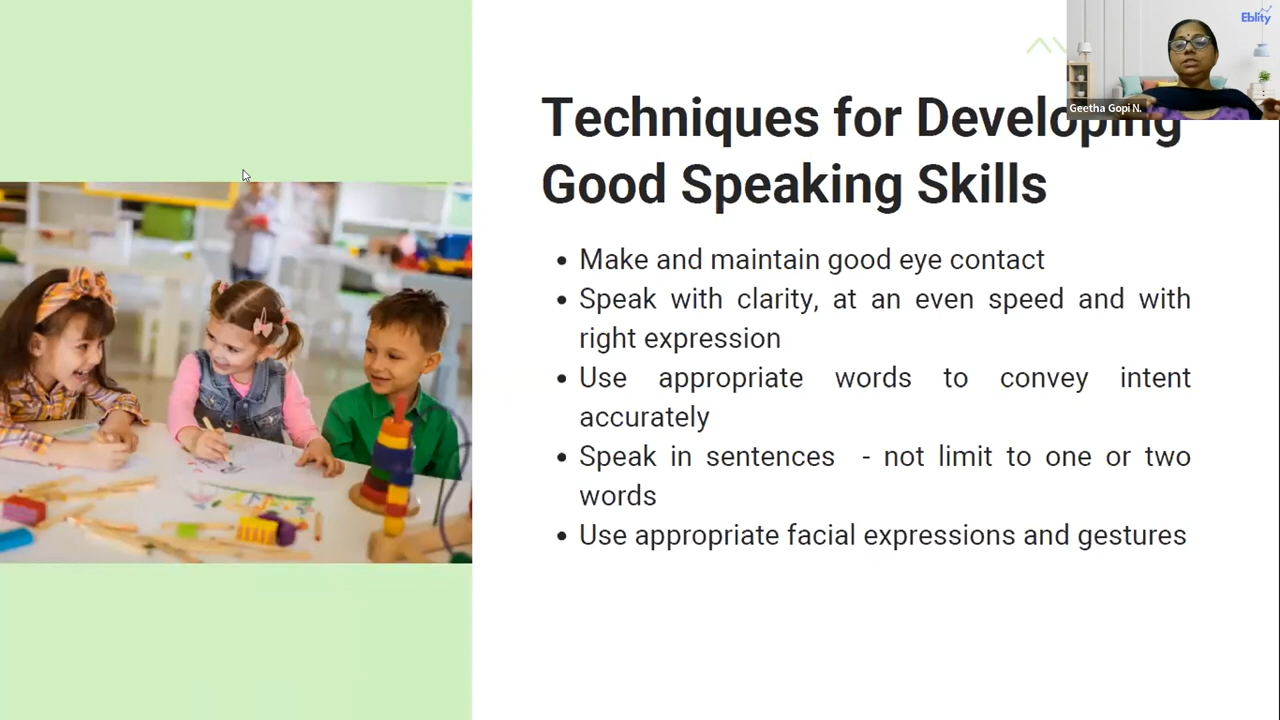 Eblity
Geetha Gopi N.
Techniques for Developing
Good Speaking Skills
• Make and maintain good eye contact
• Speak with clarity, at an even speed and with
right expression
• Use appropriate words to convey intent
accurately
• Speak in sentences - not limit to one or two
words
• Use appropriate facial expressions and gestures